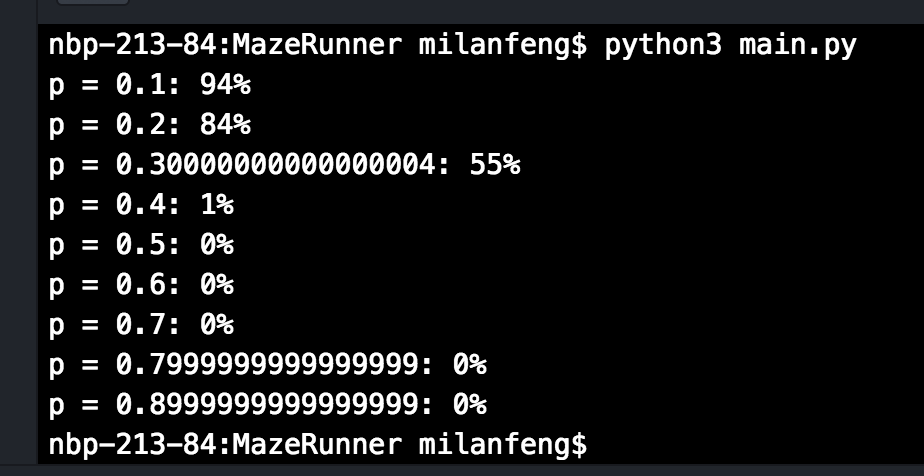 nbp-213-84:MazeRunner milanfeng$ python3 main.py
p = 0.1: 94%
p = 0.2: 84%
p = 0.30000000000000004: 55%
p = 0.4: 1%
p = 0.5: 0%
p = 0.6: 0%
p = 0.7: 0%
p = 0.7999999999999999: 0%
p = 0.8999999999999999: 0%
nbp-213-84:MazeRunner milanfeng$